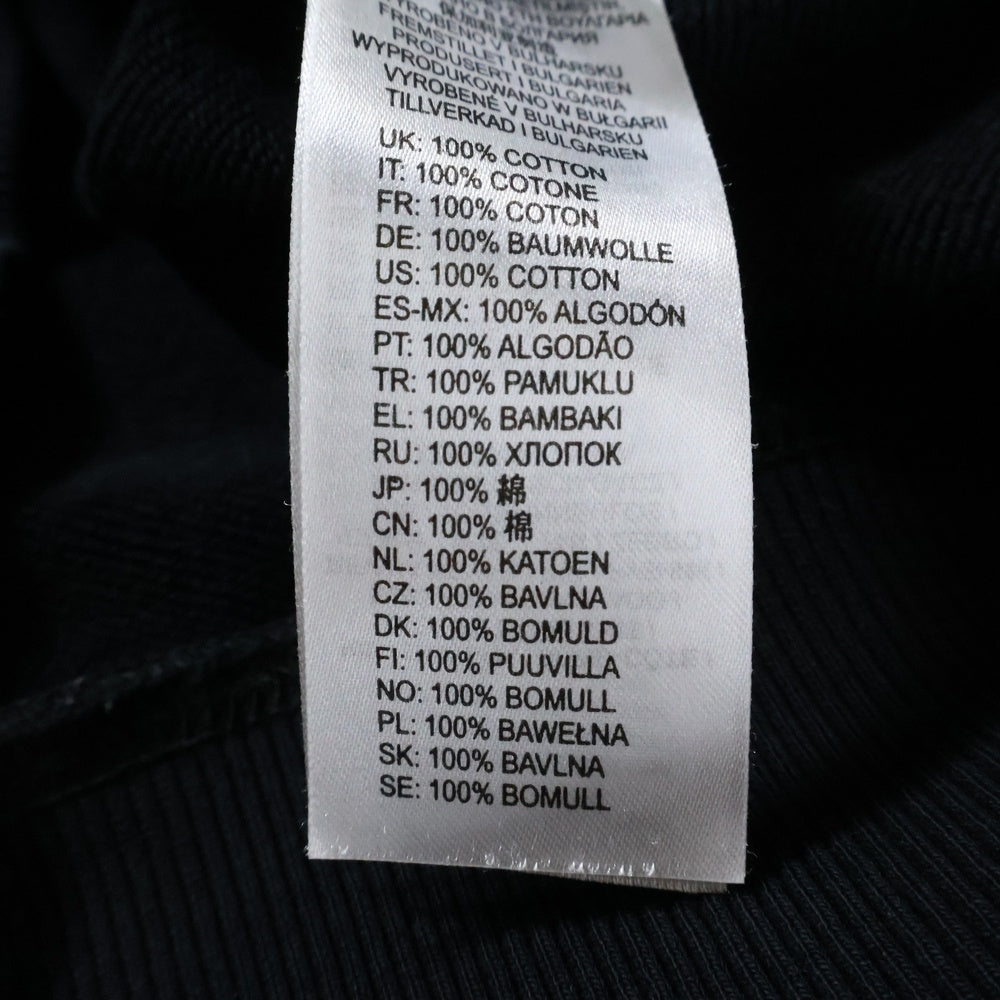 БОЛГАРИЯ
VYROBENO V BULHARSKU
FREMSTILLET I BULGARIEN
PRODUSERT I BULGARIA
WYPRODUKOWANO W BUŁGARII
VYROBENÉ V BULHARSKU
TILLVERKAD I BULGARIEN
UK: 100% COTTON
IT: 100% COTONE
FR: 100% COTON
DE: 100% BAUMWOLLE
US: 100% COTTON
ES-MX: 100% ALGODÓN
PT: 100% ALGODÃO
TR: 100% PAMUKLU
EL: 100% BAMBAKI
RU: 100% ХЛОПОК
JP: 100% 綿
CN: 100% 棉
NL: 100% KATOEN
CZ: 100% BAVLNA
DK: 100% BOMULD
FI: 100% PUUVILLA
NO: 100% BOMULL
PL: 100% BAWEŁNA
SK: 100% BAVLNA
SE: 100% BOMULL